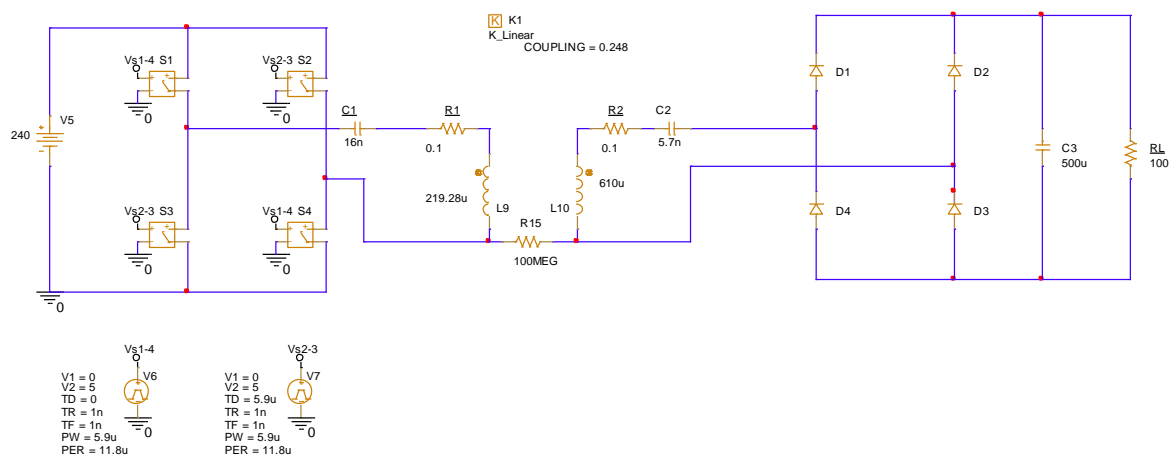 K K1
K_Linear
COUPLING = 0.248
Vs1-4 S1
0
Vs2-3 S2
0
D1
D2
V5
240
C1
16n
R1
0.1
R2
0.1
C2
5.7n
C3
500u
RL
100
219.28u
L9
610u
L10
Vs2-3 S3
0
Vs1-4 S4
0
R15
100MEG
D4
D3
0
Vs1-4
V6
V1 = 0
V2 = 5
TD = 0
TR = 1n
TF = 1n
PW = 5.9u
PER = 11.8u
0
Vs2-3
V7
V1 = 0
V2 = 5
TD = 5.9u
TR = 1n
TF = 1n
PW = 5.9u
PER = 11.8u
0